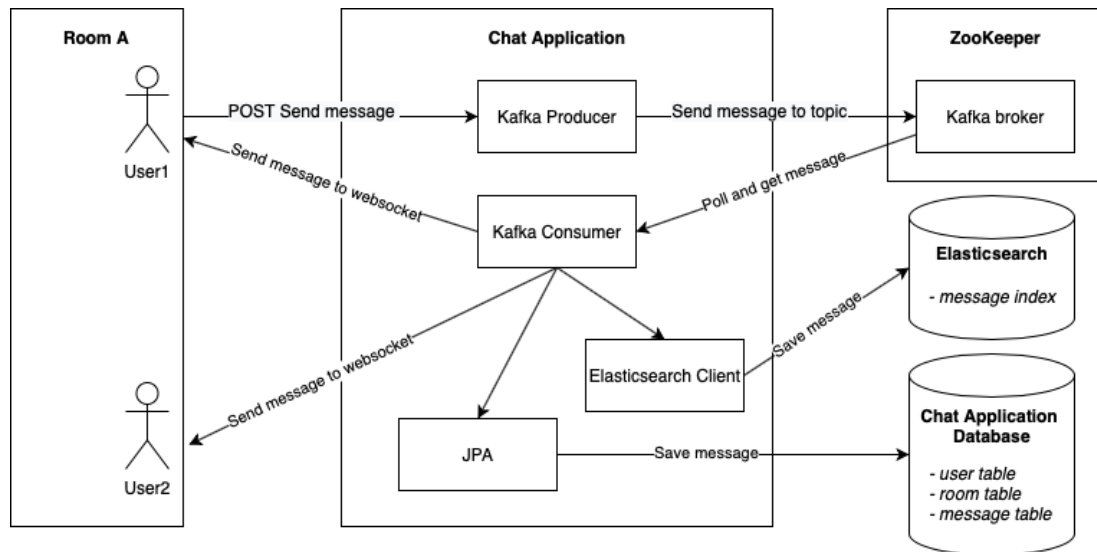 Room A
Chat Application
ZooKeeper
POST Send message
Kafka Producer
Send message to topic
Kafka broker
User1
Send message to websocket
Poll and get message
Kafka Consumer
Elasticsearch
- message index
Save message
Elasticsearch Client
Send message to websocket
Chat Application
Database
JPA
Save message
- user table
- room table
- message table
User2